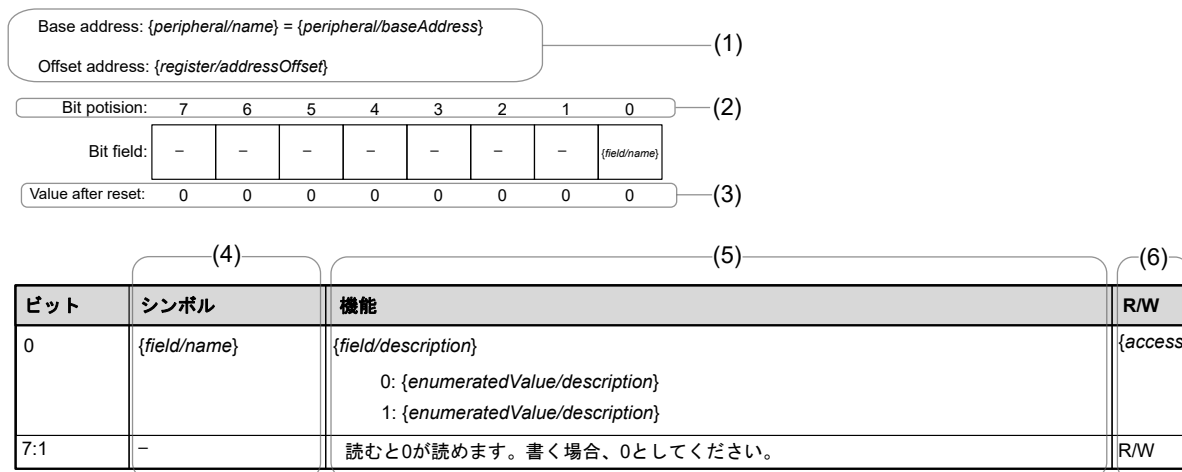 Base address: {peripheral/name} = {peripheral/baseAddress}
Offset address: {register/addressOffset}
(1)
Bit potision: 7 6 5 4 3 2 1 0
(2)
Bit field: – – – – – – – {field/name}
Value after reset: 0 0 0 0 0 0 0 0
(3)
(4) (5) (6)
ビット シンボル 機能 R/W
0 {field/name} {field/description} {access
0: {enumeratedValue/description}
1: {enumeratedValue/description}
7:1 – 読むと0が読めます。書く場合、0としてください。 R/W